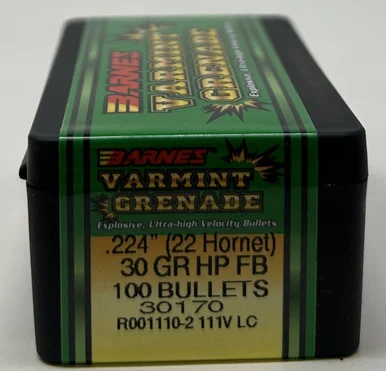 BARNES
VARMINT
GRENADE
Explosive, Ultra-high Velocity Bullets
BARNES
VARMINT
GRENADE
Explosive, Ultra-high Velocity Bullets
.224" (22 Hornet)
30 GR HP FB
100 BULLETS
30170
R001110-2 111V LC